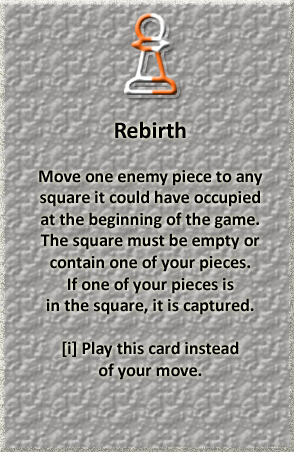 Rebirth
Move one enemy piece to any
square it could have occupied
at the beginning of the game.
The square must be empty or
contain one of your pieces.
If one of your pieces is
in the square, it is captured.
[i] Play this card instead
of your move.